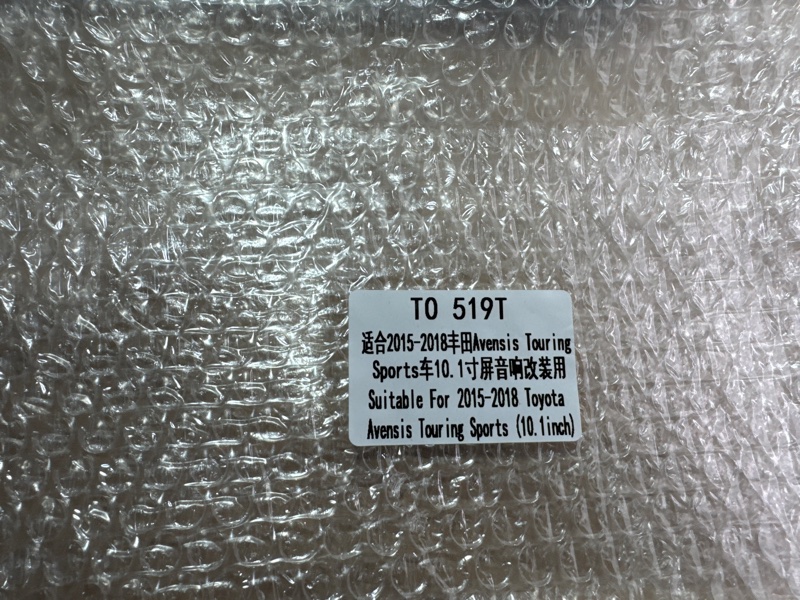 TO 519T
适合2015-2018丰田Avensis Touring
Sports车10.1寸屏音响改装用
Suitable For 2015-2018 Toyota
Avensis Touring Sports (10.1inch)